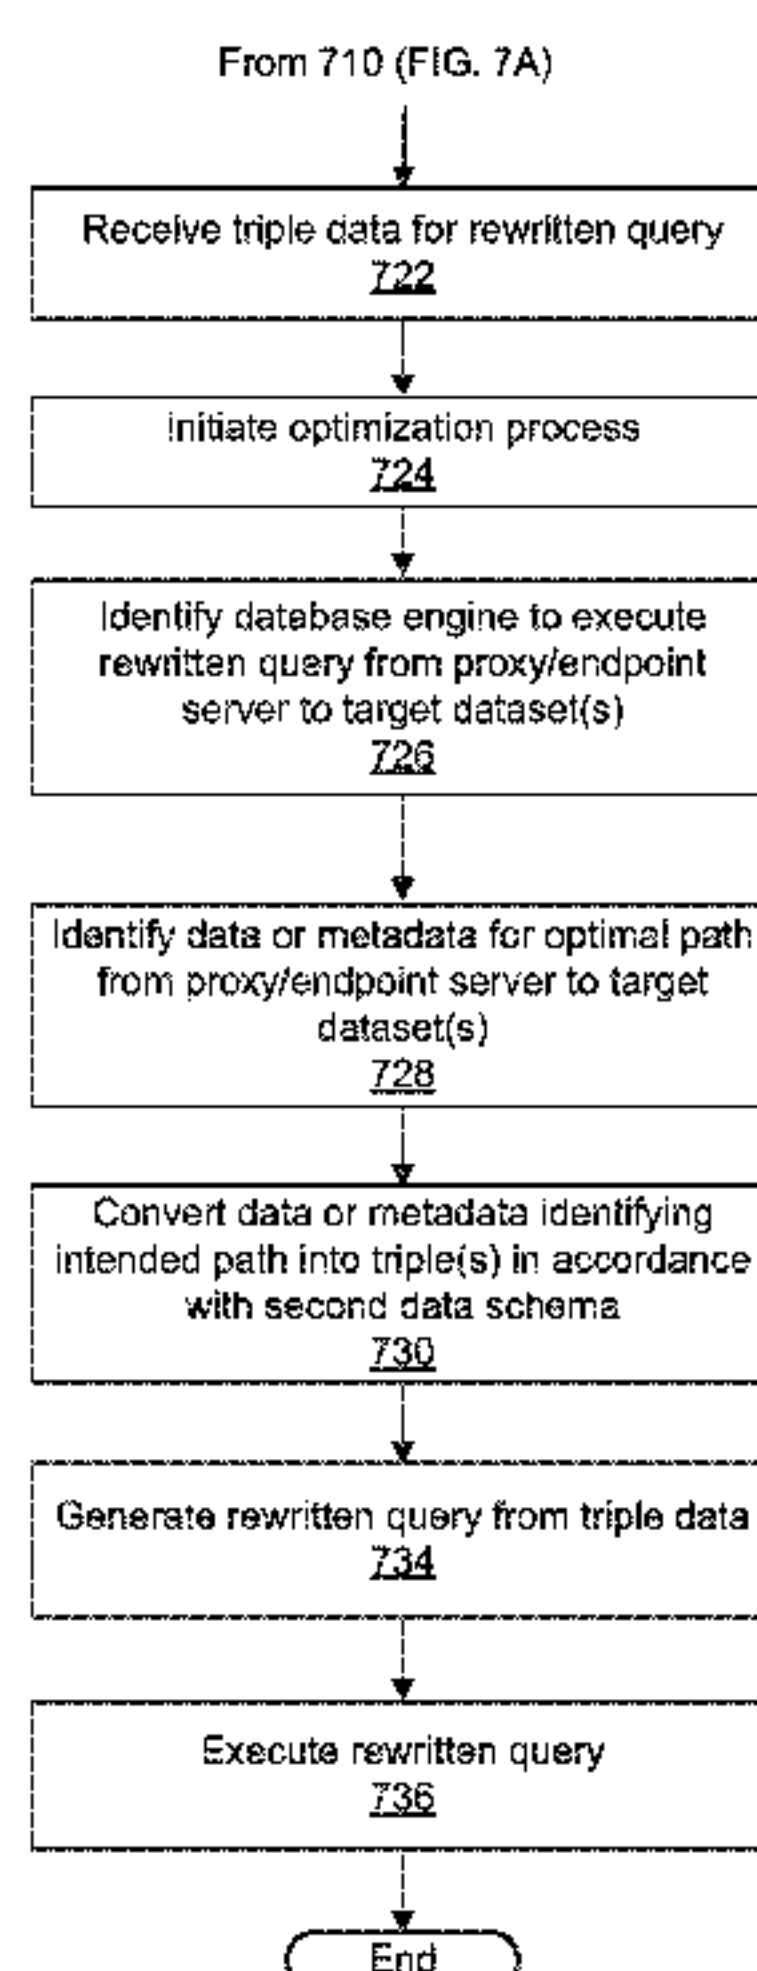 From 710 (FIG. 7A)
Receive triple data for rewritten query
722
Initiate optimization process
724
Identify database engine to execute
rewritten query from proxy/endpoint
server to target dataset(s)
726
Identify data or metadata for optimal path
from proxy/endpoint server to target
dataset(s)
728
Convert data or metadata identifying
intended path into triple(s) in accordance
with second data schema
730
Generate rewritten query from triple data
734
Execute rewritten query
736
End